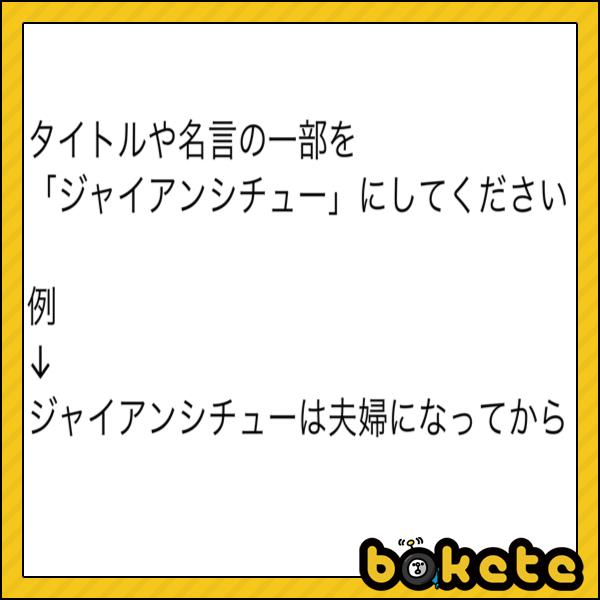 タイトルや名言の一部を
「ジャイアンシチュー」にしてください
例
↓
ジャイアンシチューは夫婦になってから
bokete